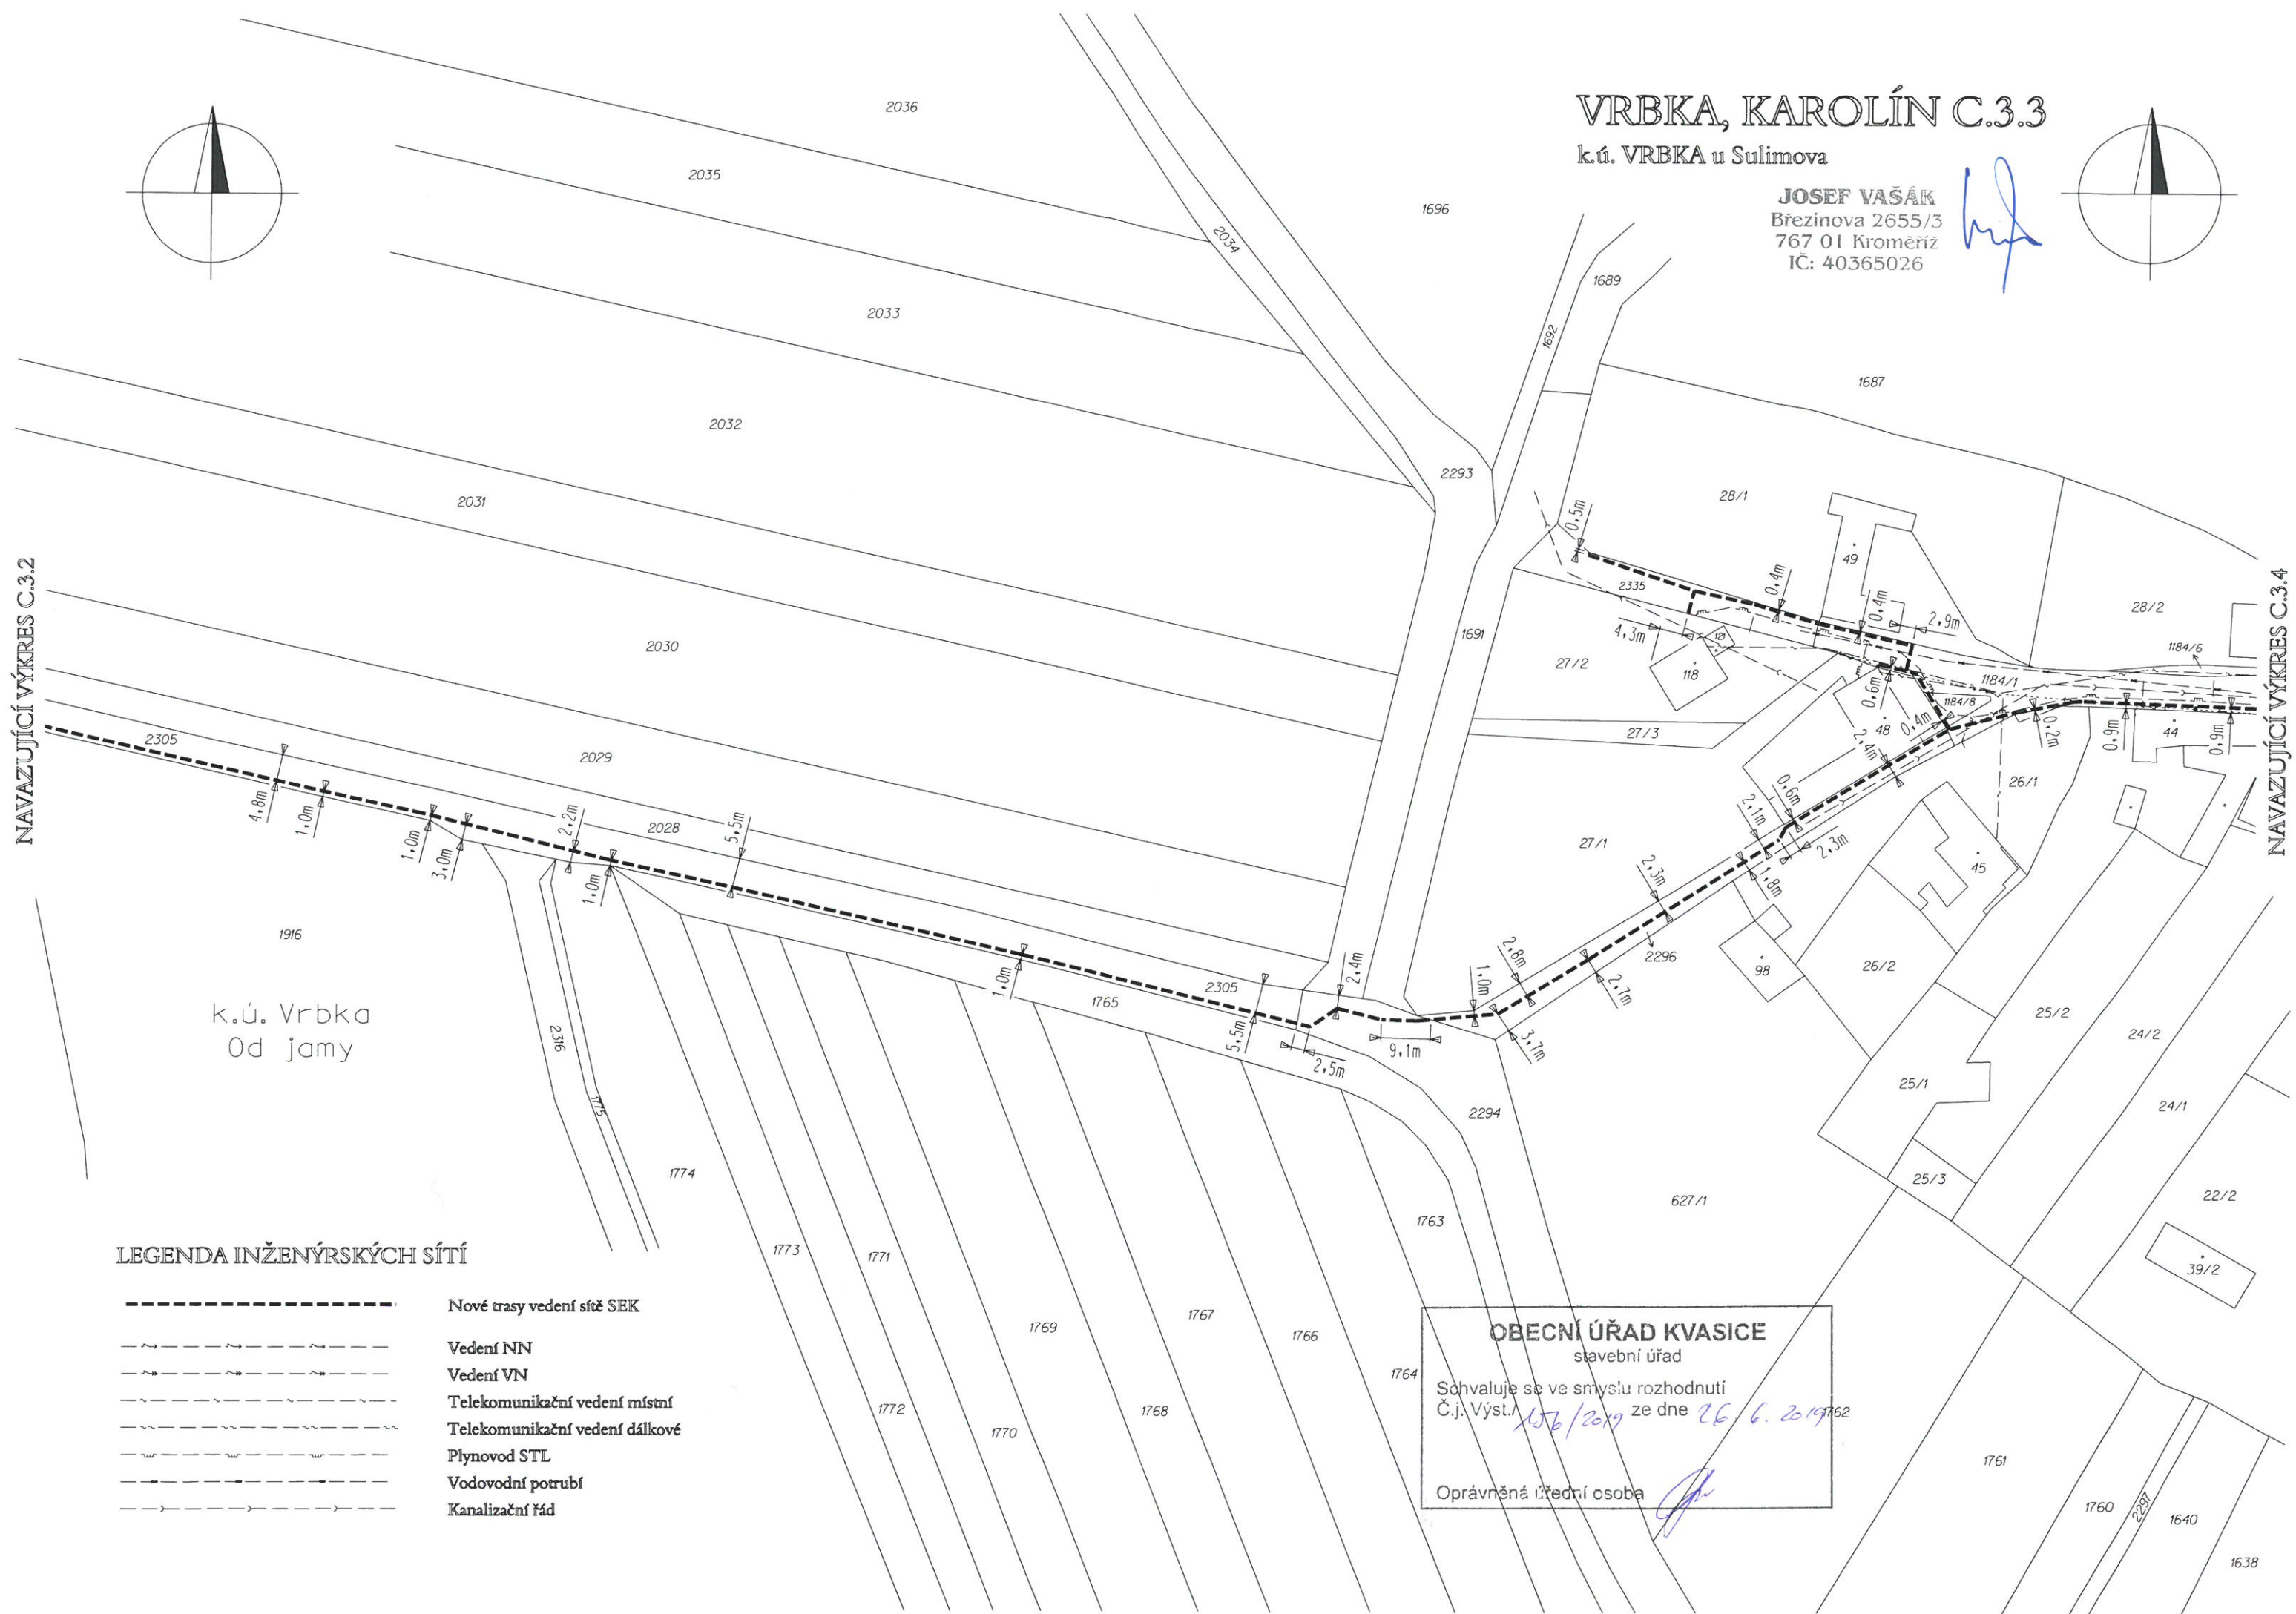 VRBKA, KAROLÍN C.3.3
k.ú. VRBKA u Sulimova
JOSEF VAŠÁK
Březinova 2655/3
767 01 Kroměříž
IČ: 40365026
NAVAZUJÍCÍ VÝKRES C.3.2
NAVAZUJÍCÍ VÝKRES C.3.4
2036
2035
2034
2033
2032
2031
2030
2029
2028
2305
2305
1696
1692
1689
1687
2293
1691
28/1
28/2
49
2335
27/2
27/3
27/1
118
121
48
1184/1
1184/6
1184/8
44
26/1
45
98
2296
26/2
25/2
25/1
25/3
24/2
24/1
22/2
39/2
627/1
2294
0,5m
0,4m
0,4m
2,9m
4,3m
0,6m
0,4m
2,4m
0,2m
0,9m
0,9m
0,6m
2,1m
2,3m
1,8m
2,3m
2,8m
2,7m
1,0m
3,7m
2,4m
9,1m
2,5m
5,5m
1,0m
5,5m
2,2m
1,0m
3,0m
1,0m
1,0m
4,8m
1916
k.ú. Vrbka
Od jamy
2316
1775
1774
1773
1772
1771
1770
1769
1768
1767
1766
1765
1764
1763
1762
1761
1760
2297
1640
1638
LEGENDA INŽENÝRSKÝCH SÍTÍ
Nové trasy vedení sítě SEK
Vedení NN
Vedení VN
Telekomunikační vedení místní
Telekomunikační vedení dálkové
Plynovod STL
Vodovodní potrubí
Kanalizační řád
OBECNÍ ÚŘAD KVASICE
stavební úřad
Schvaluje se ve smyslu rozhodnutí
Č.j. Výst./ 156/2019 ze dne 26. 6. 2019
Oprávněná úřední osoba